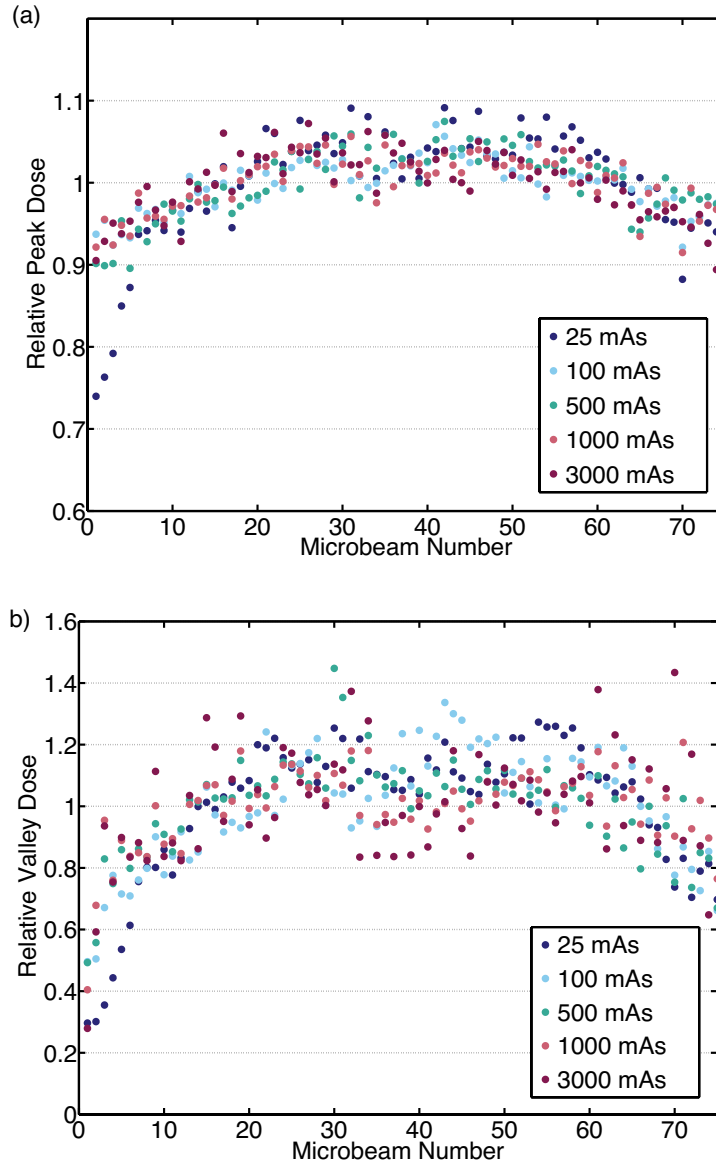 (a)
1.1
1
0.9
0.8
0.7
0.6
Relative Peak Dose
25 mAs
100 mAs
500 mAs
1000 mAs
3000 mAs
0 10 20 30 40 50 60 70
Microbeam Number
b)
1.6
1.4
1.2
1
0.8
0.6
0.4
0.2
0
Relative Valley Dose
25 mAs
100 mAs
500 mAs
1000 mAs
3000 mAs
0 10 20 30 40 50 60 70
Microbeam Number